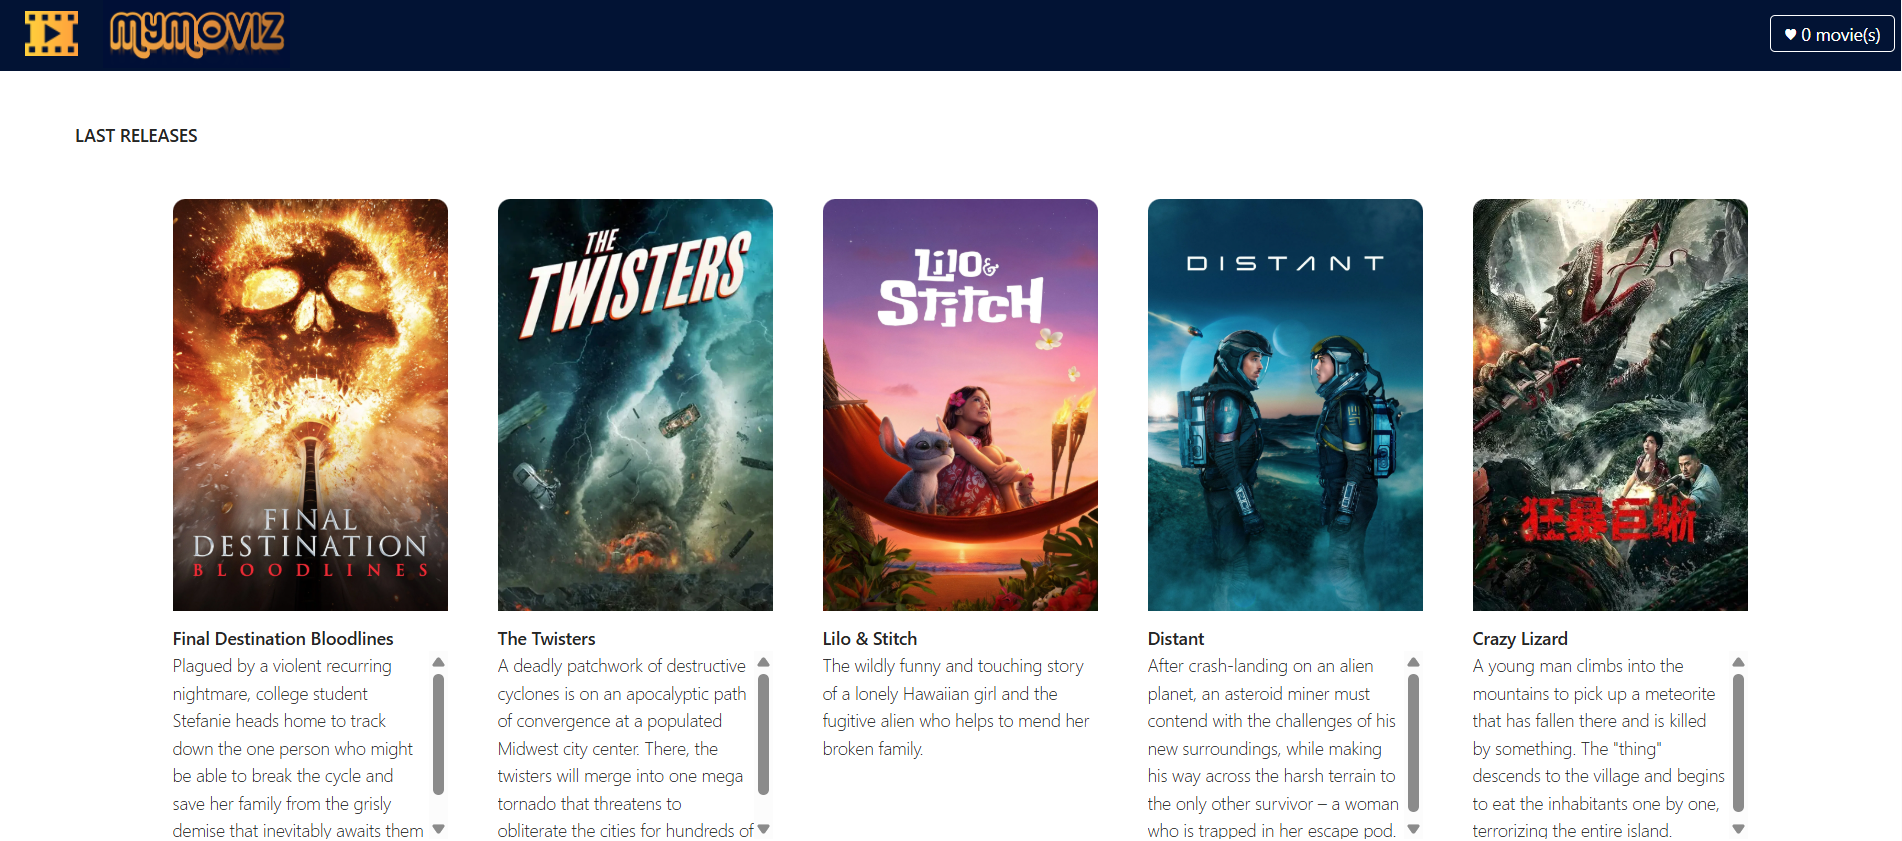 MYMOVIZ
♥ 0 movie(s)
LAST RELEASES
FINAL
DESTINATION
BLOODLINES
THE
TWISTERS
Lilo &
Stitch
DISTANT
狂暴巨蜥
Final Destination Bloodlines
Plagued by a violent recurring
nightmare, college student
Stefanie heads home to track
down the one person who might
be able to break the cycle and
save her family from the grisly
demise that inevitably awaits them
The Twisters
A deadly patchwork of destructive
cyclones is on an apocalyptic path
of convergence at a populated
Midwest city center. There, the
twisters will merge into one mega
tornado that threatens to
obliterate the cities for hundreds of
Lilo & Stitch
The wildly funny and touching story
of a lonely Hawaiian girl and the
fugitive alien who helps to mend her
broken family.
Distant
After crash-landing on an alien
planet, an asteroid miner must
contend with the challenges of his
new surroundings, while making
his way across the harsh terrain to
the only other survivor – a woman
who is trapped in her escape pod.
Crazy Lizard
A young man climbs into the
mountains to pick up a meteorite
that has fallen there and is killed
by something. The "thing"
descends to the village and begins
to eat the inhabitants one by one,
terrorizing the entire island.